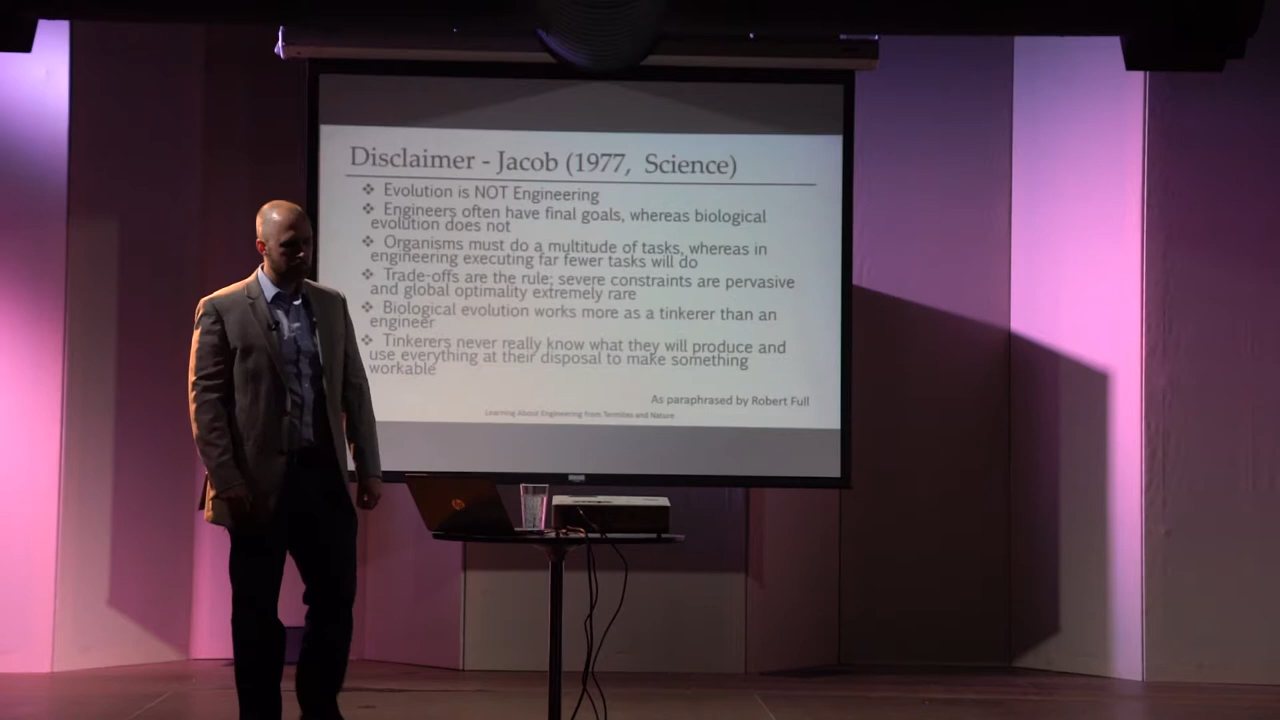 Disclaimer - Jacob (1977, Science)
❖ Evolution is NOT Engineering
❖ Engineers often have final goals, whereas biological
evolution does not
❖ Organisms must do a multitude of tasks, whereas in
engineering executing far fewer tasks will do
❖ Trade-offs are the rule; severe constraints are pervasive
and global optimality extremely rare
❖ Biological evolution works more as a tinkerer than an
engineer
❖ Tinkerers never really know what they will produce and
use everything at their disposal to make something
workable
As paraphrased by Robert Full
Learning About Engineering from Termites and Nature
hp